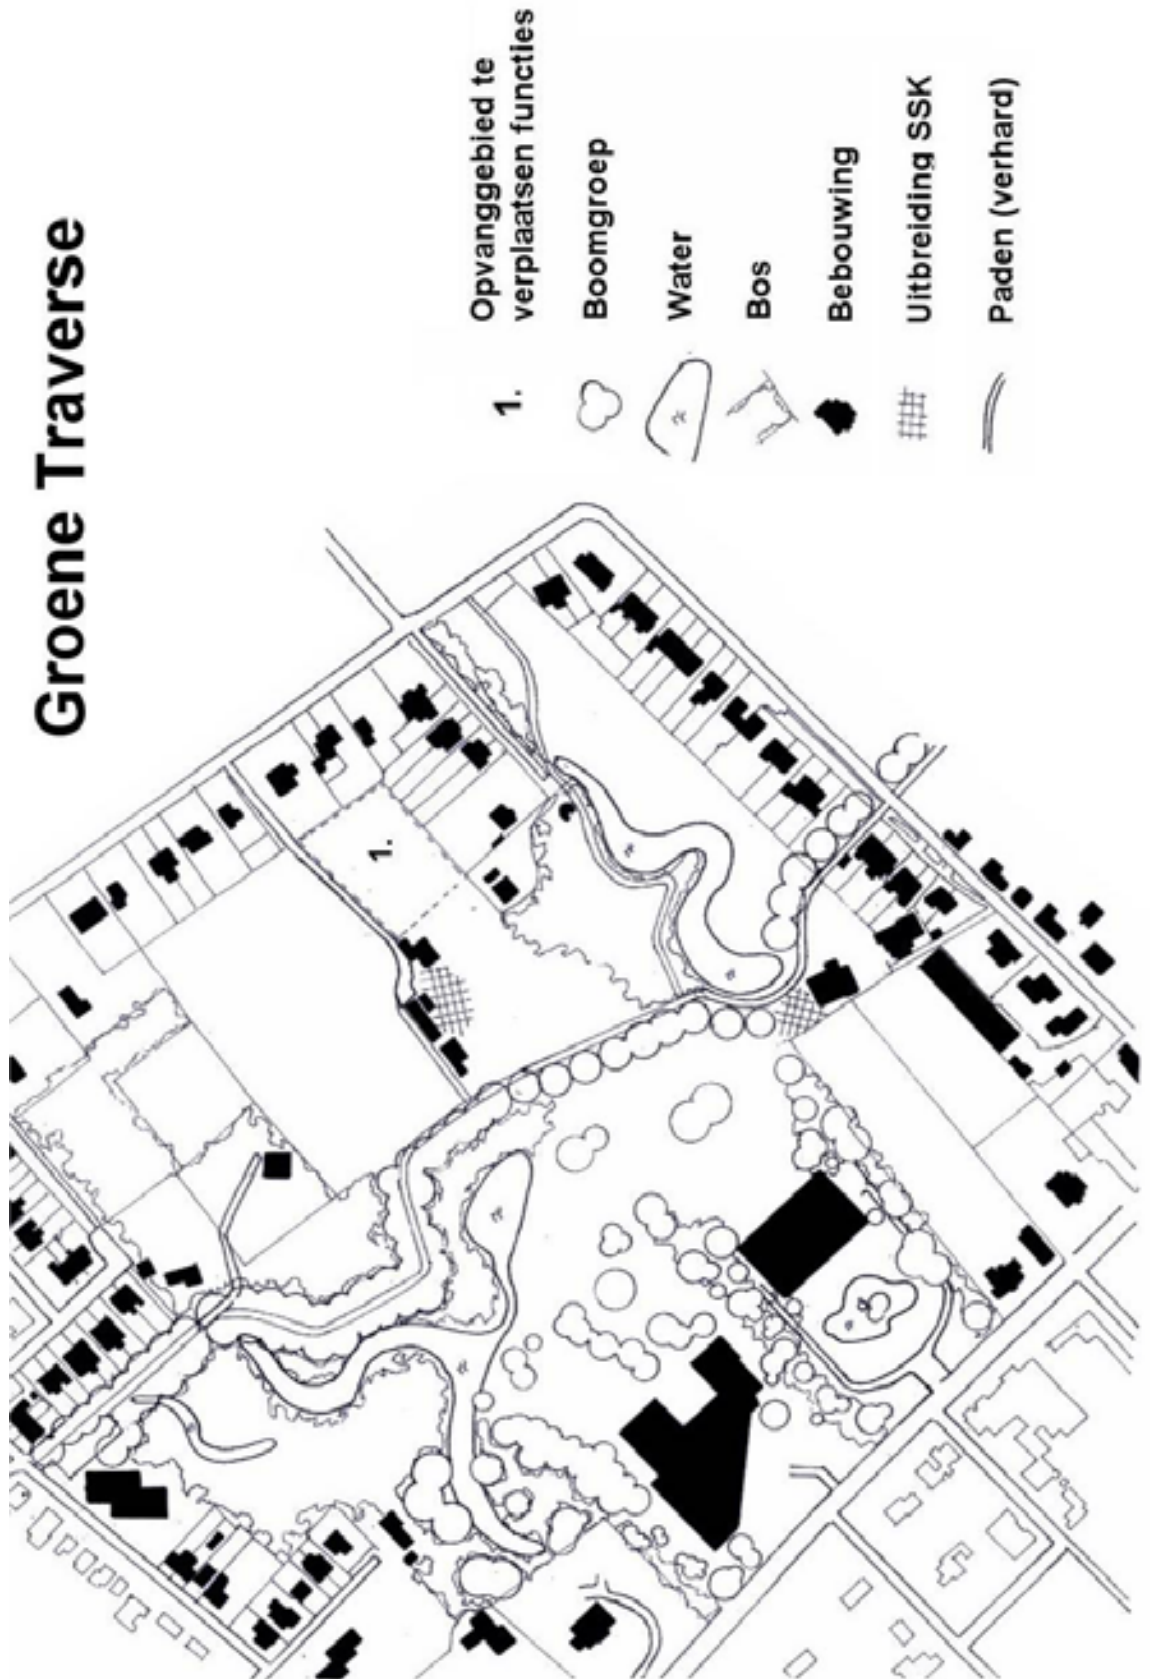 Groene Traverse
1. Opvanggebied te
verplaatsen functies
Boomgroep
Water
Bos
Bebouwing
Uitbreiding SSK
Paden (verhard)
1.